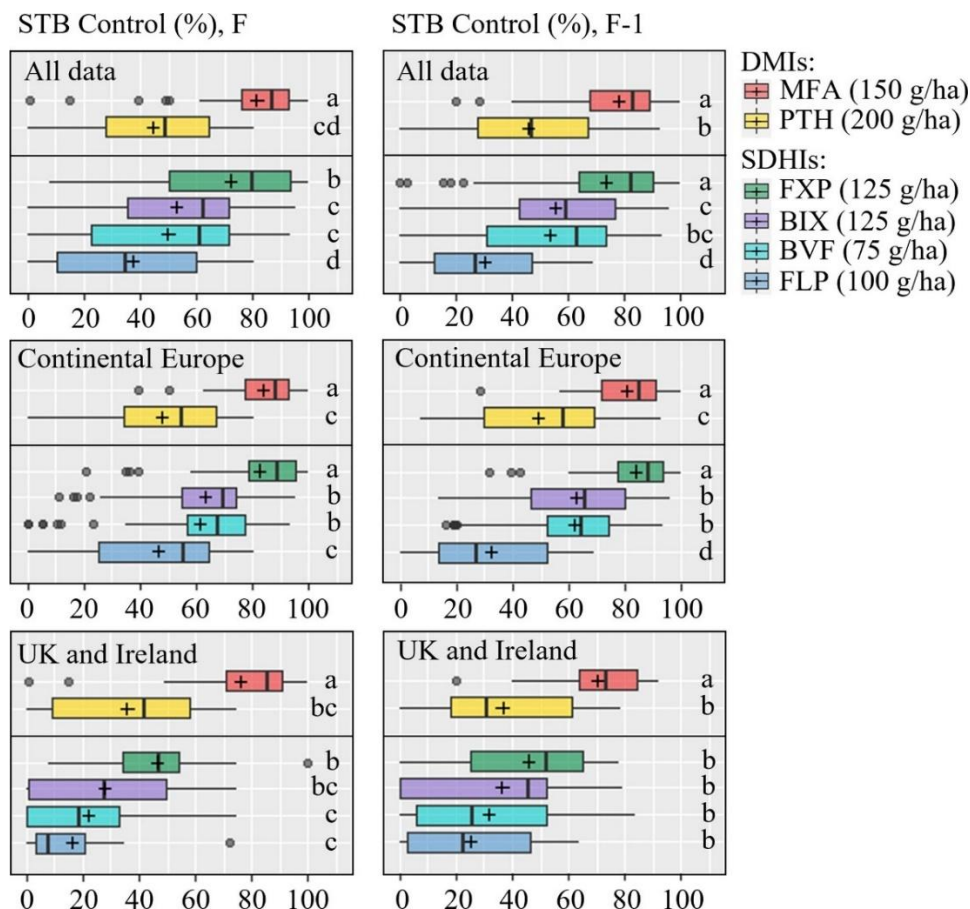 STB Control (%), F
All data
a
cd
b
c
c
d
0 20 40 60 80 100
Continental Europe
a
c
a
b
b
c
0 20 40 60 80 100
UK and Ireland
a
bc
b
bc
c
c
0 20 40 60 80 100
STB Control (%), F-1
All data
a
b
a
c
bc
d
0 20 40 60 80 100
Continental Europe
a
c
a
b
b
d
0 20 40 60 80 100
UK and Ireland
a
b
b
b
b
b
0 20 40 60 80 100
DMIs:
MFA (150 g/ha)
PTH (200 g/ha)
SDHIs:
FXP (125 g/ha)
BIX (125 g/ha)
BVF (75 g/ha)
FLP (100 g/ha)